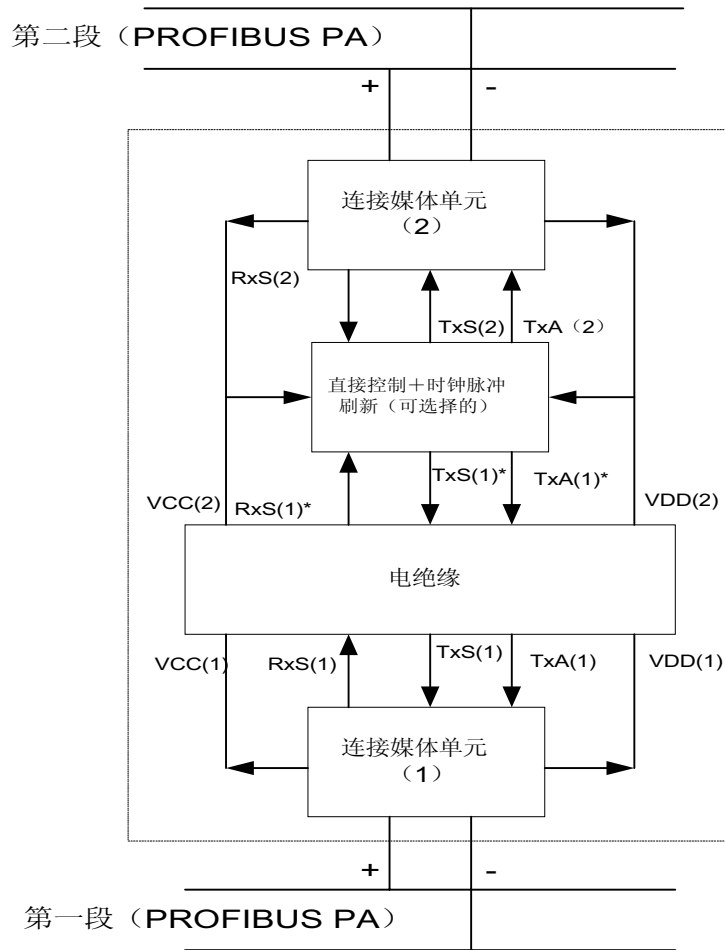 第二段（PROFIBUS PA）
+ -
连接媒体单元
（2）
RxS(2)
TxS(2) TxA（2）
直接控制＋时钟脉冲
刷新（可选择的）
TxS(1)* TxA(1)*
VCC(2) RxS(1)* VDD(2)
电绝缘
VCC(1) RxS(1) TxS(1) TxA(1) VDD(1)
连接媒体单元
（1）
+ -
第一段（PROFIBUS PA）